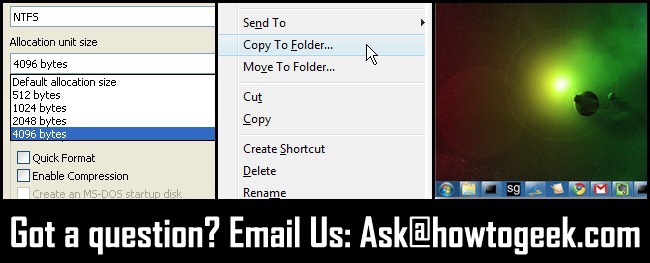 NTFS
Allocation unit size
4096 bytes
Default allocation size
512 bytes
1024 bytes
2048 bytes
4096 bytes
Quick Format
Enable Compression
Create an MS-DOS startup disk
Send To
Copy To Folder...
Move To Folder...
Cut
Copy
Create Shortcut
Delete
Rename
sg
Got a question? Email Us: Ask@howtogeek.com